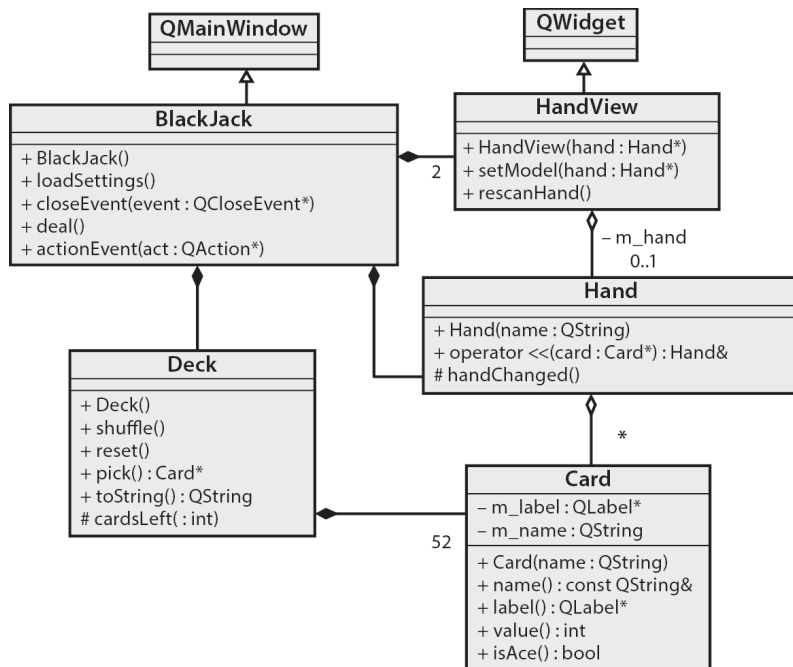 QMainWindow
QWidget
BlackJack
+ BlackJack()
+ loadSettings()
+ closeEvent(event : QCloseEvent*)
+ deal()
+ actionEvent(act : QAction*)
2
HandView
+ HandView(hand : Hand*)
+ setModel(hand : Hand*)
+ rescanHand()
– m_hand
0..1
Hand
+ Hand(name : QString)
+ operator <<(card : Card*) : Hand&
# handChanged()
*
Deck
+ Deck()
+ shuffle()
+ reset()
+ pick() : Card*
+ toString() : QString
# cardsLeft( : int)
52
Card
– m_label : QLabel*
– m_name : QString
+ Card(name : QString)
+ name() : const QString&
+ label() : QLabel*
+ value() : int
+ isAce() : bool